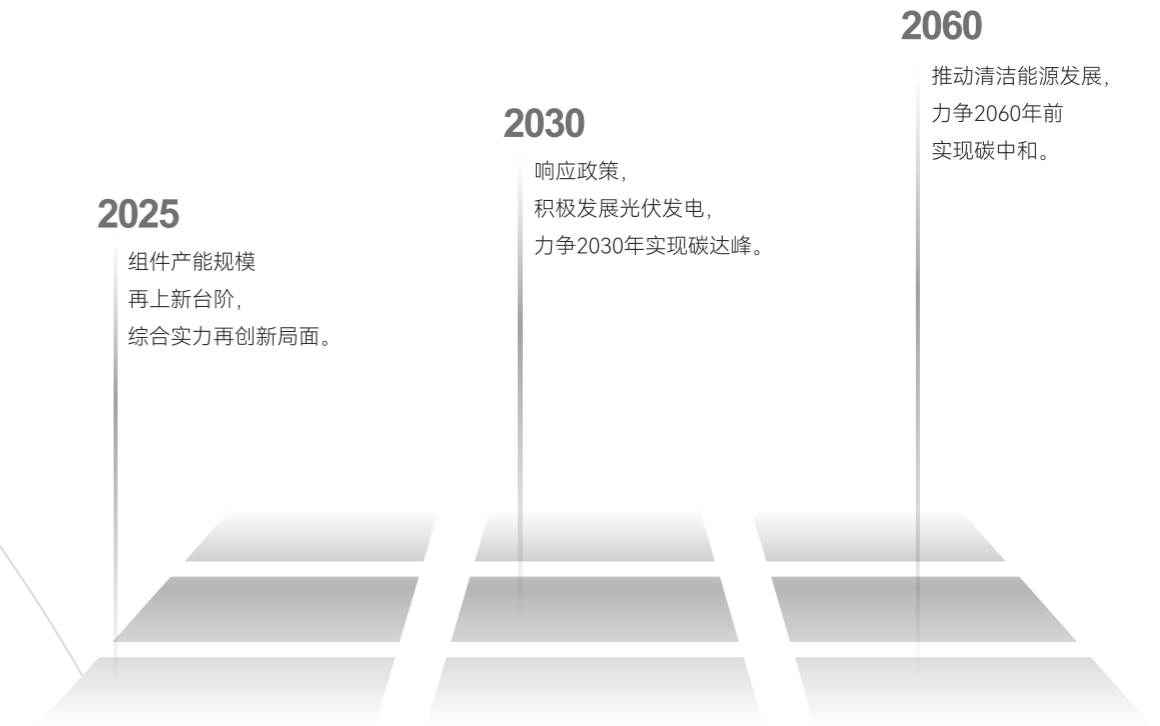 2025
组件产能规模
再上新台阶，
综合实力再创新局面。
2030
响应政策，
积极发展光伏发电，
力争2030年实现碳达峰。
2060
推动清洁能源发展，
力争2060年前
实现碳中和。